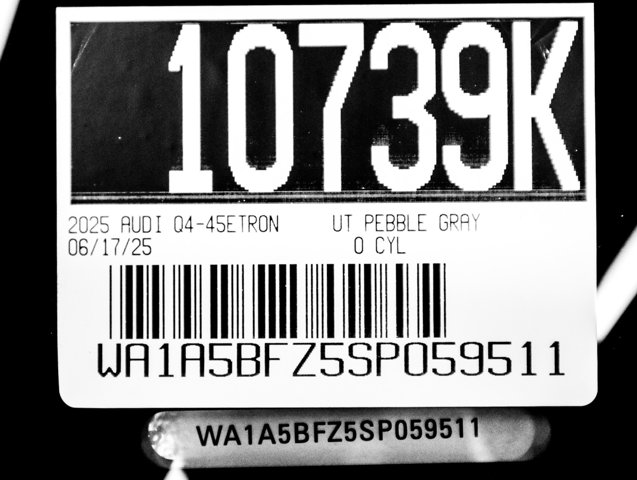 10739K
2025 AUDI Q4-45ETRON UT PEBBLE GRAY
06/17/25 0 CYL
WA1A5BFZ5SP059511
WA1A5BFZ5SP059511